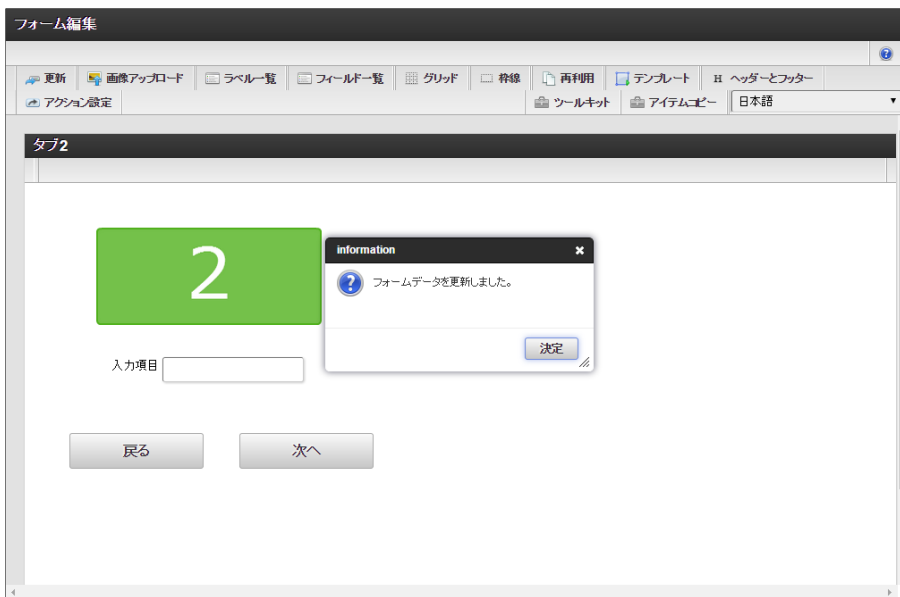 フォーム編集
更新 画像アップロード ラベル一覧 フィールド一覧 グリッド 枠線 再利用 テンプレート H ヘッダーとフッター
アクション設定 ツールキット アイテムコピー 日本語
タブ2
2
information
フォームデータを更新しました。
決定
入力項目
戻る 次へ